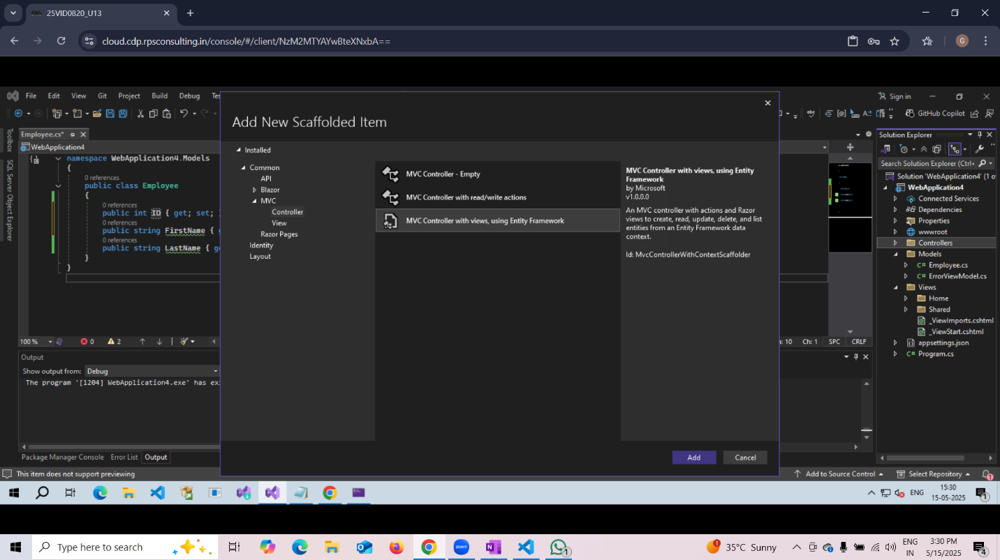 25VID0820_U13
cloud.cdp.rpsconsulting.in/console/#/client/NzM2MTYAYwBteXNxbA==
G
File Edit View Git Project Build Debug
Sign in
GitHub Copilot
Employee.cs*
WebApplication4
Toolbox
SQL Server Object Explorer
namespace WebApplication4.Models
{
0 references
public class Employee
{
0 references
public int ID { get; set;
0 references
public string FirstName {
0 references
public string LastName {
}
}
100 %
0
2
Output
Show output from: Debug
The program '[1204] WebApplication4.exe' has
Package Manager Console Error List Output
This item does not support previewing
Add New Scaffolded Item
Installed
Common
API
Blazor
MVC
Controller
View
Razor Pages
Identity
Layout
MVC Controller - Empty
MVC Controller with read/write actions
MVC Controller with views, using Entity Framework
MVC Controller with views, using Entity
Framework
by Microsoft
v1.0.0.0
An MVC controller with actions and Razor
views to create, read, update, delete, and list
entities from an Entity Framework data
context.
Id: MvcControllerWithContextScaffolder
Add Cancel
10 Ch: 1 SPC CRLF
Solution Explorer
Search Solution Explorer (Ctrl+
Solution 'WebApplication4' (1 o
WebApplication4
Connected Services
Dependencies
Properties
wwwroot
Controllers
Models
C# Employee.cs
C# ErrorViewModel.cs
Views
Home
Shared
_ViewImports.cshtml
_ViewStart.cshtml
appsettings.json
C# Program.cs
Add to Source Control Select Repository 1
ENG
15:30
15-05-2025
1
Type here to search
zoom
1
1
35°C Sunny
ENG
IN
3:30 PM
5/15/2025
4